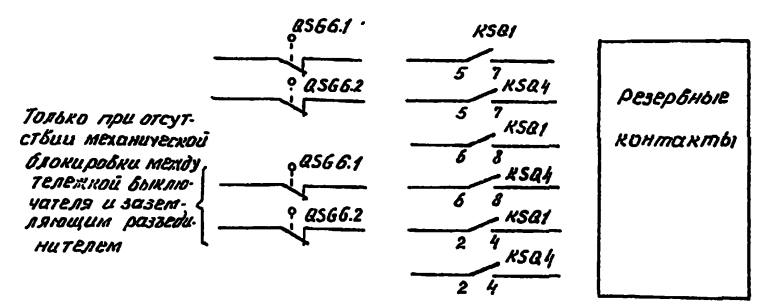 QSG6.1
KSQ1
5 7
QSG6.2
KSQ4
5 7
Резервные
контакты
Только при отсут-
ствии механической
блокировки между
тележкой выклю-
чателя и зазем-
ляющим разъеди-
нителем
KSQ1
6 8
QSG6.1
KSQ4
6 8
QSG6.2
KSQ1
2 4
KSQ4
2 4